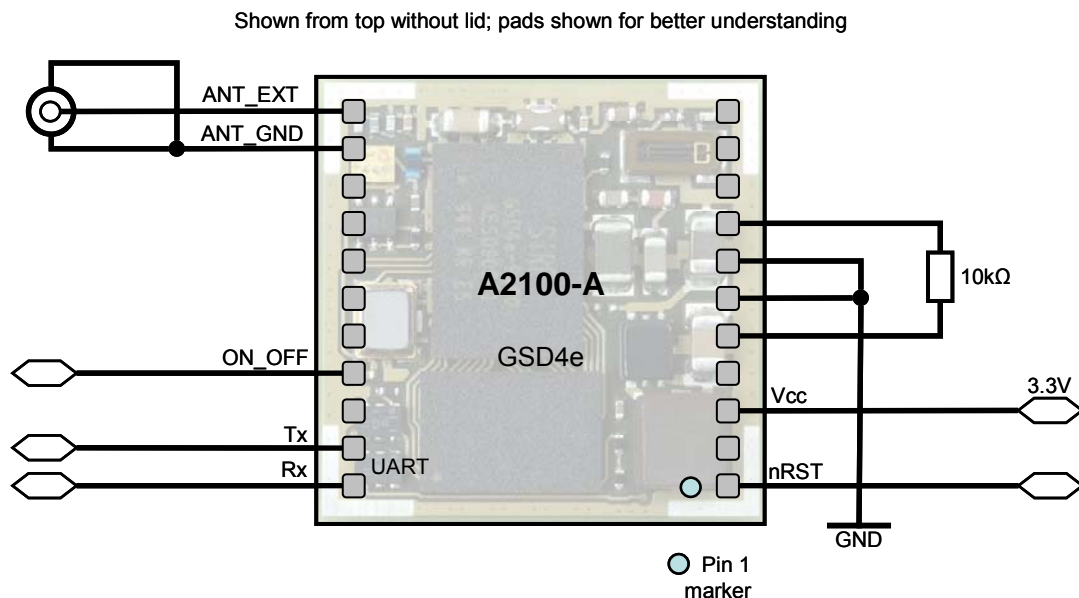 Shown from top without lid; pads shown for better understanding
ANT_EXT
ANT_GND
A2100-A
10kΩ
GSD4e
ON_OFF
Vcc
3.3V
Tx
UART
Rx
nRST
GND
Pin 1
marker